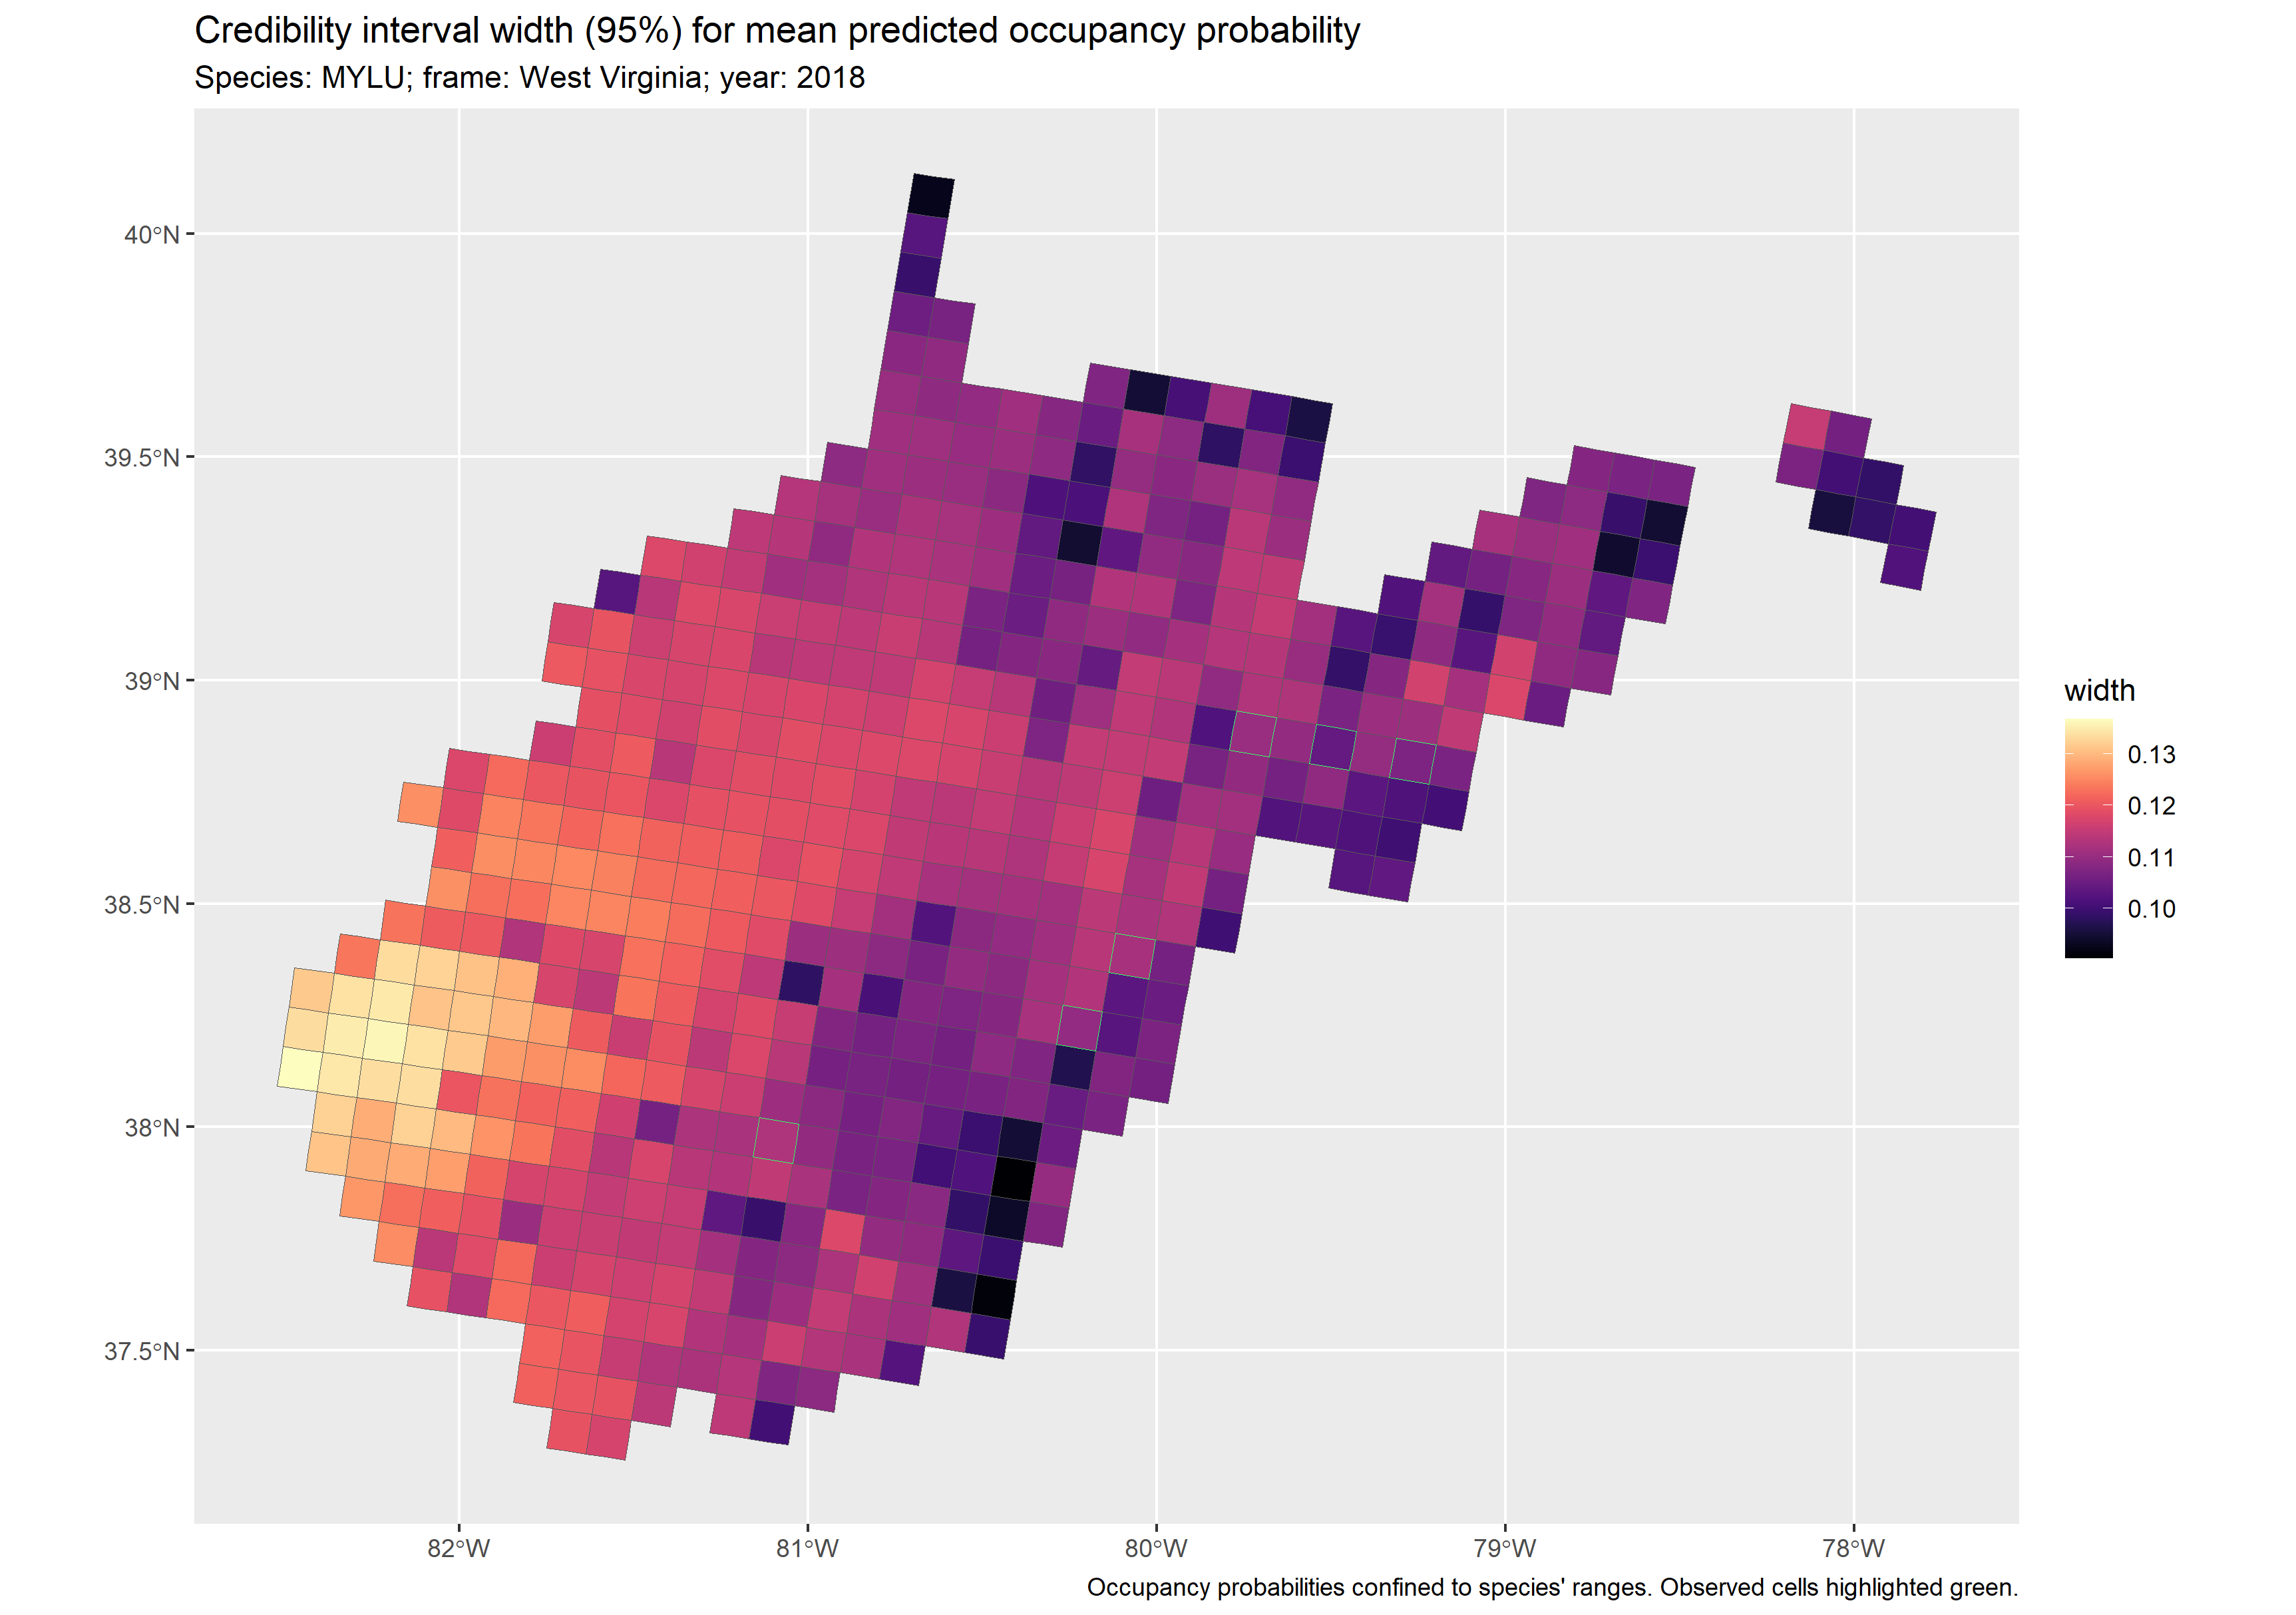 Credibility interval width (95%) for mean predicted occupancy probability
Species: MYLU; frame: West Virginia; year: 2018
40°N
39.5°N
39°N
38.5°N
38°N
37.5°N
82°W
81°W
80°W
79°W
78°W
width
0.13
0.12
0.11
0.10
Occupancy probabilities confined to species' ranges. Observed cells highlighted green.